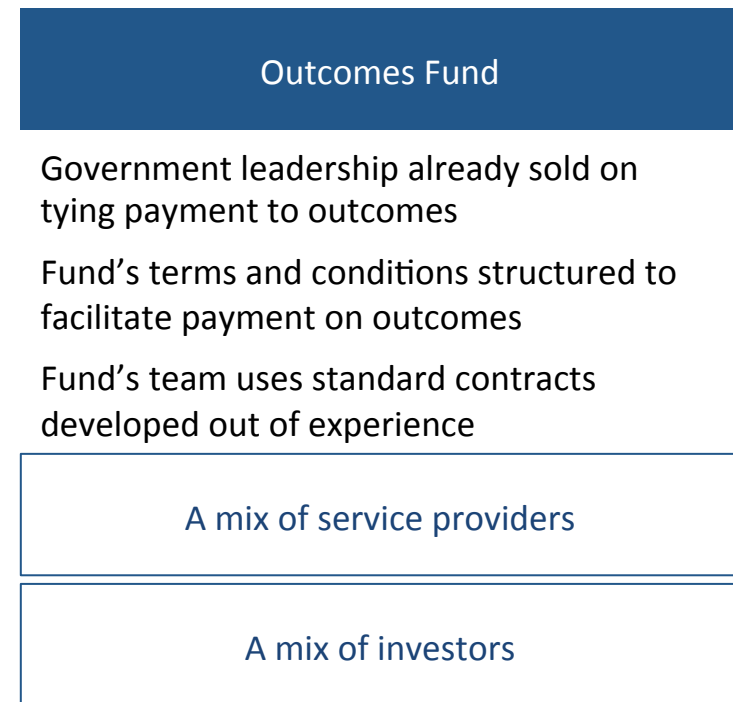 Outcomes Fund
Government leadership already sold on
tying payment to outcomes
Fund’s terms and conditions structured to
facilitate payment on outcomes
Fund’s team uses standard contracts
developed out of experience
A mix of service providers
A mix of investors